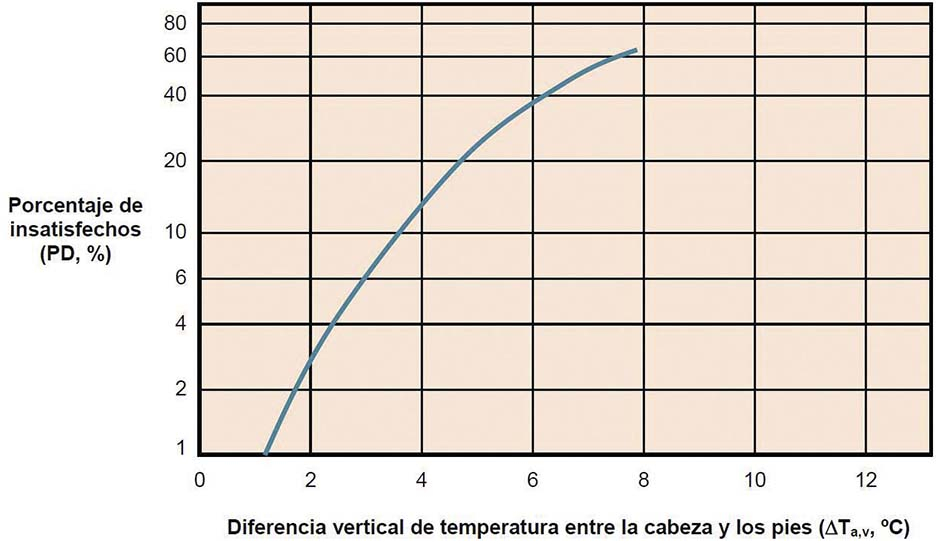 80
60
40
20
10
6
4
2
1
Porcentaje de
insatisfechos
(PD, %)
0 2 4 6 8 10 12
Diferencia vertical de temperatura entre la cabeza y los pies (ΔTa,v, ºC)